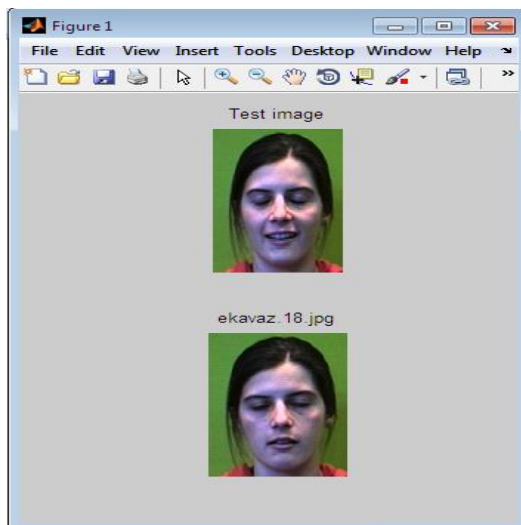 Figure 1
File Edit View Insert Tools Desktop Window Help
Test image
ekavaz.18.jpg